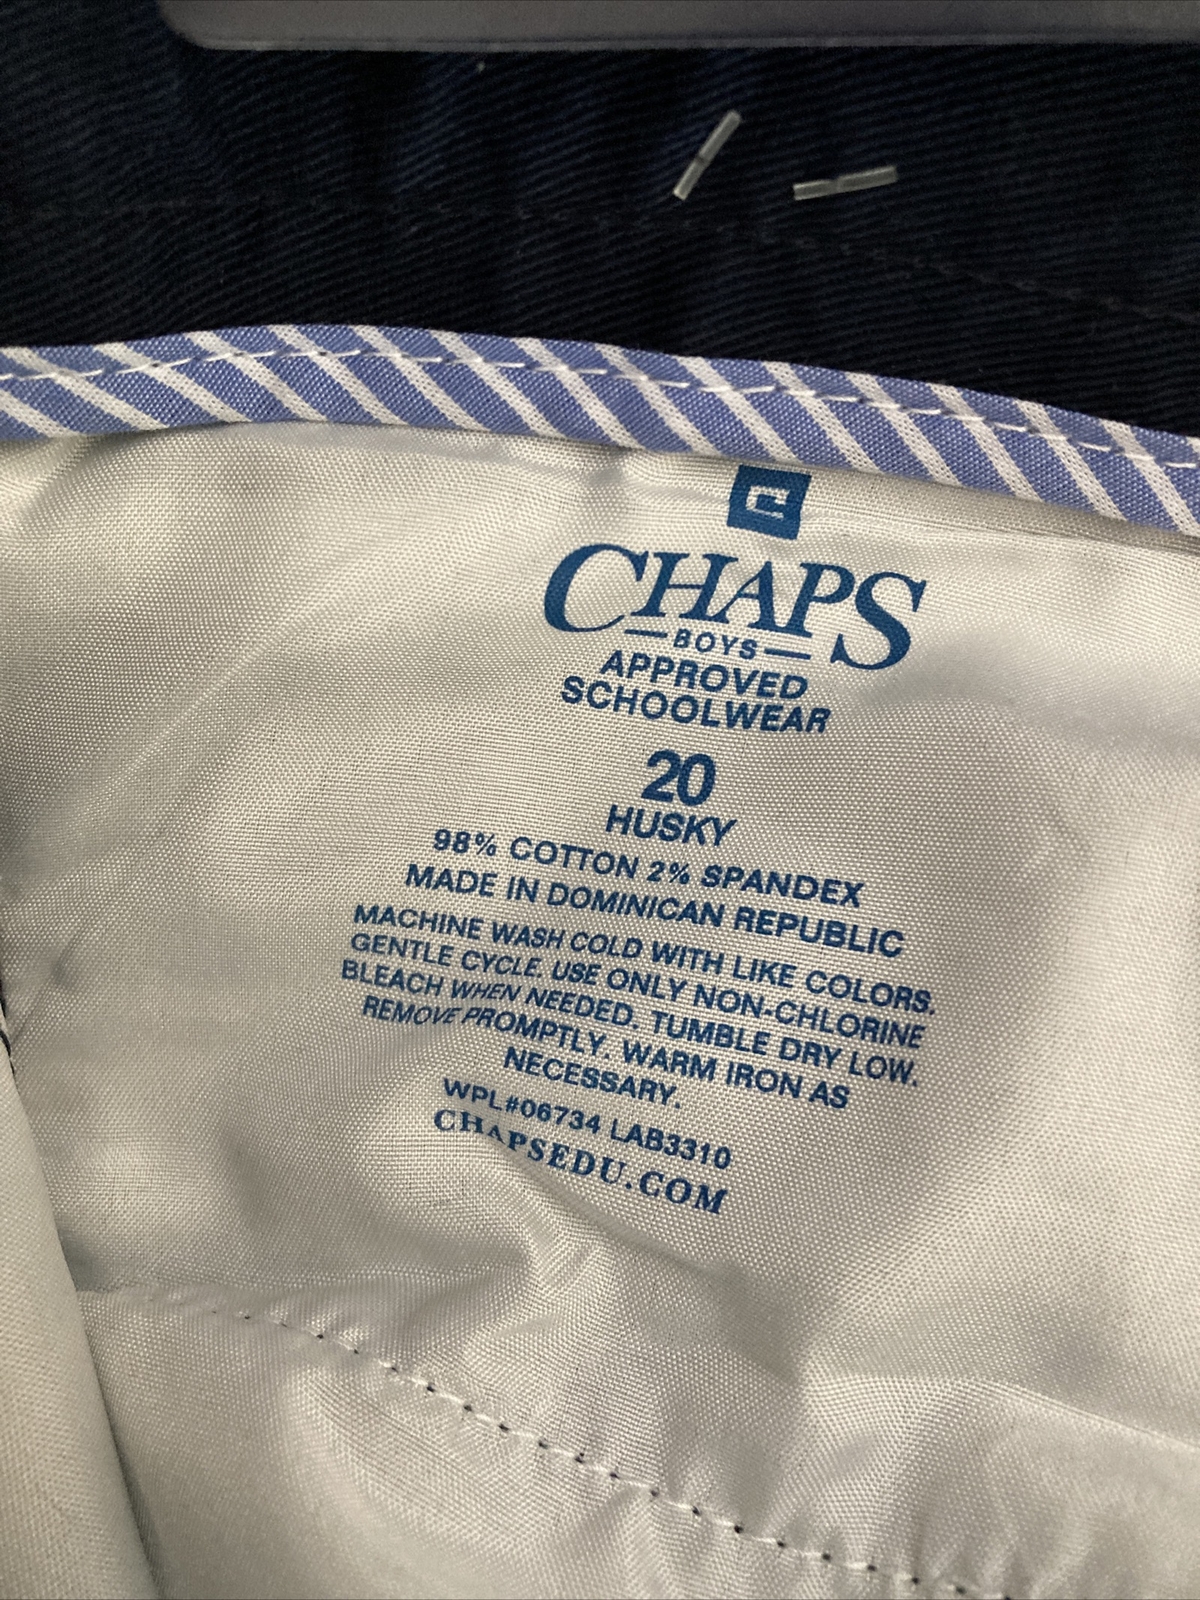 C
CHAPS
BOYS
APPROVED
SCHOOLWEAR
20
HUSKY
98% COTTON 2% SPANDEX
MADE IN DOMINICAN REPUBLIC
MACHINE WASH COLD WITH LIKE COLORS.
GENTLE CYCLE. USE ONLY NON-CHLORINE
BLEACH WHEN NEEDED. TUMBLE DRY LOW.
REMOVE PROMPTLY. WARM IRON AS
NECESSARY.
WPL#06734 LAB3310
CHAPSEDU.COM